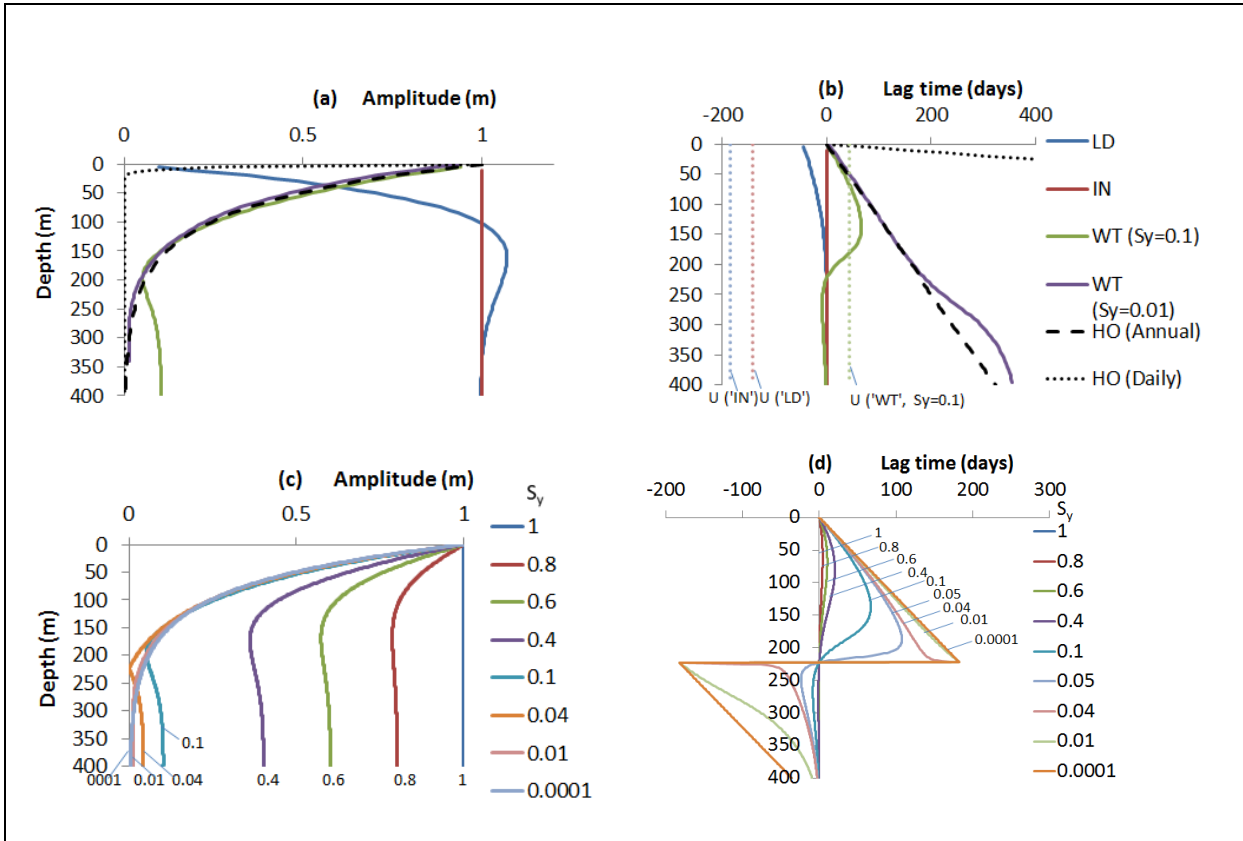 (a) Amplitude (m)
0 0.5 1
Depth (m)
0
50
100
150
200
250
300
350
400
(b) Lag time (days)
-200 0 200 400
0
50
100
150
200
250
300
350
400
U ('IN') U ('LD')
U ('WT', Sy=0.1)
LD
IN
WT (Sy=0.1)
WT
(Sy=0.01)
HO (Annual)
HO (Daily)
(c) Amplitude (m)
0 0.5 1
Depth (m)
0
50
100
150
200
250
300
350
400
0.1
0001 0.01 0.04 0.4 0.6 0.8 1
Sy
1
0.8
0.6
0.4
0.1
0.04
0.01
0.0001
(d) Lag time (days)
-200 -100 0 100 200 300
0
50
100
150
200
250
300
350
400
1
0.8
0.6
0.4
0.1
0.05
0.04
0.01
0.0001
Sy
1
0.8
0.6
0.4
0.1
0.05
0.04
0.01
0.0001